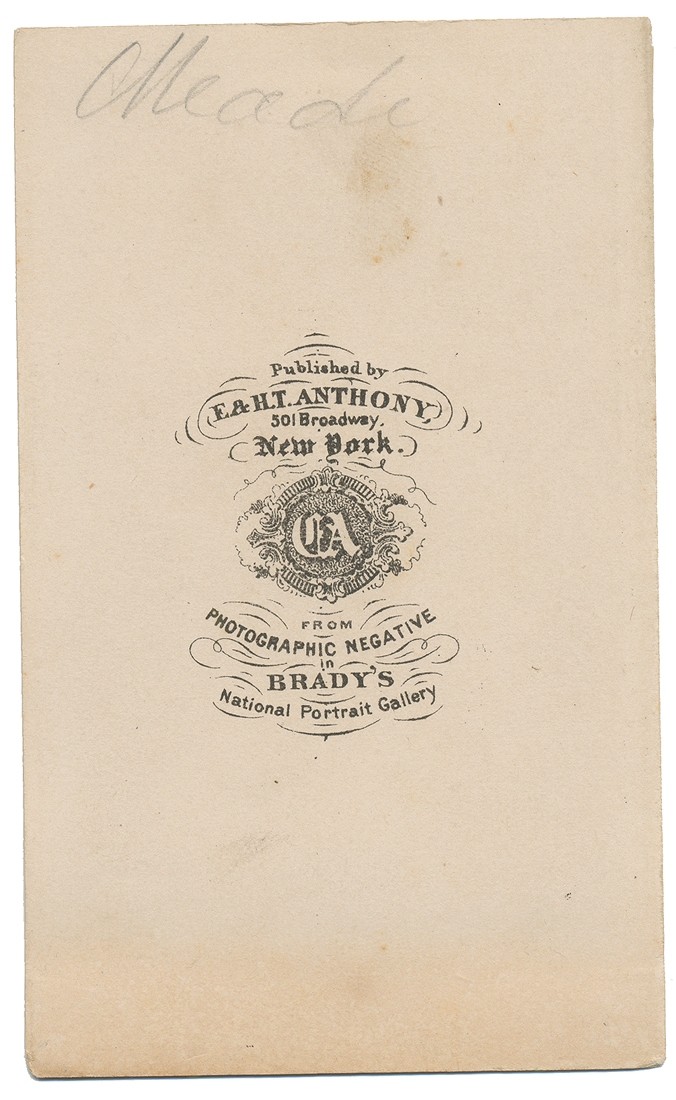 Meade
Published by
E. & H.T. ANTHONY,
501 Broadway,
New York.
FROM
PHOTOGRAPHIC NEGATIVE
in
BRADY'S
National Portrait Gallery